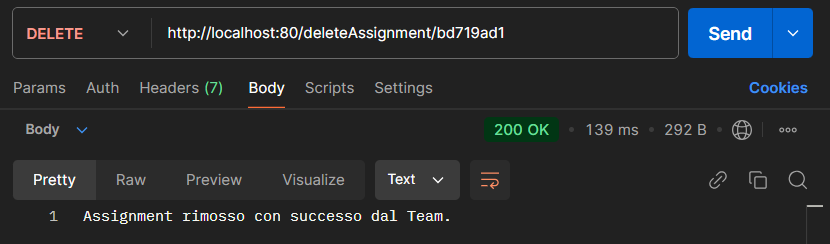 DELETE http://localhost:80/deleteAssignment/bd719ad1 Send
Params Auth Headers (7) Body Scripts Settings Cookies
Body 200 OK • 139 ms • 292 B
Pretty Raw Preview Visualize Text
1 Assignment rimosso con successo dal Team.